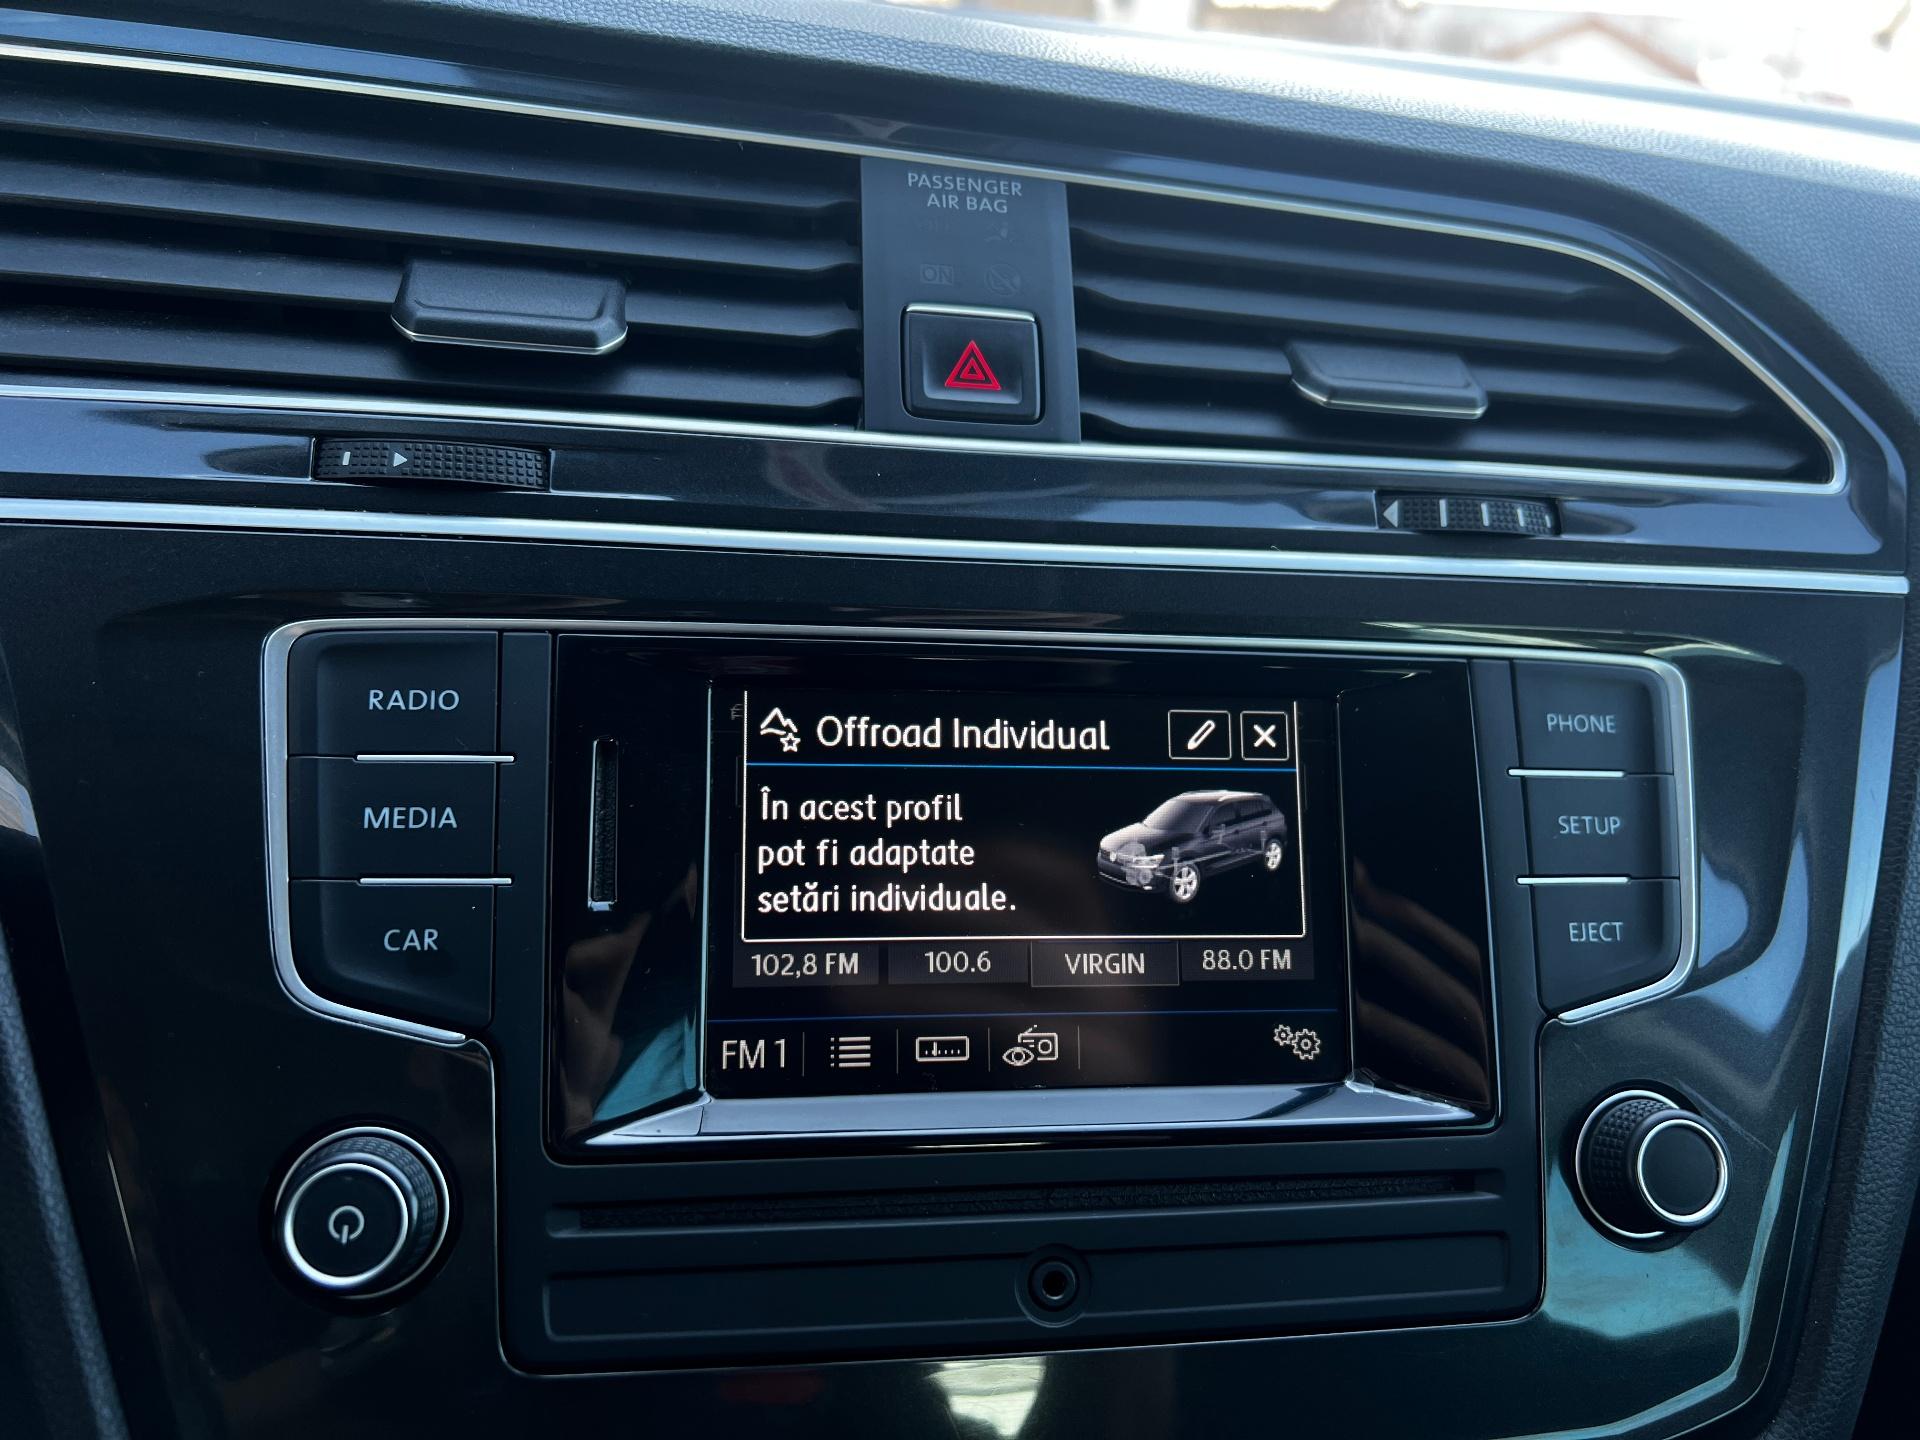 PASSENGER
AIR BAG
ON
RADIO
MEDIA
CAR
Offroad Individual
În acest profil
pot fi adaptate
setări individuale.
102,8 FM
100.6
VIRGIN
88.0 FM
FM 1
PHONE
SETUP
EJECT